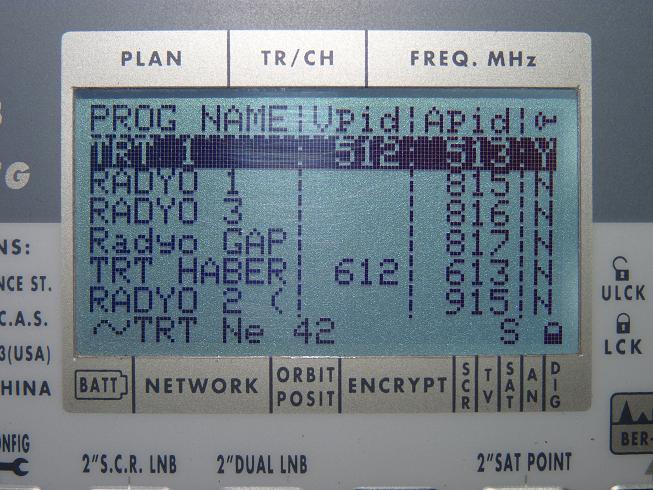 PLAN TR/CH FREQ. MHz
PROG NAME|VPid|APid|
TRT 1 512 513 Y
RADYO 1 815 N
RADYO 3 816 N
Radyo GAP 817 N
TRT HABER 612 613 N
RADYO 2 ( 915 N
~TRT Ne 42 S
BATT NETWORK ORBIT POSIT ENCRYPT SCR TV SAT AN DIG
G
NS:
NCE ST.
C.A.S.
3(USA)
HINA
ONFIG
ULCK
LCK
BER-
2"S.C.R. LNB 2"DUAL LNB 2"SAT POINT